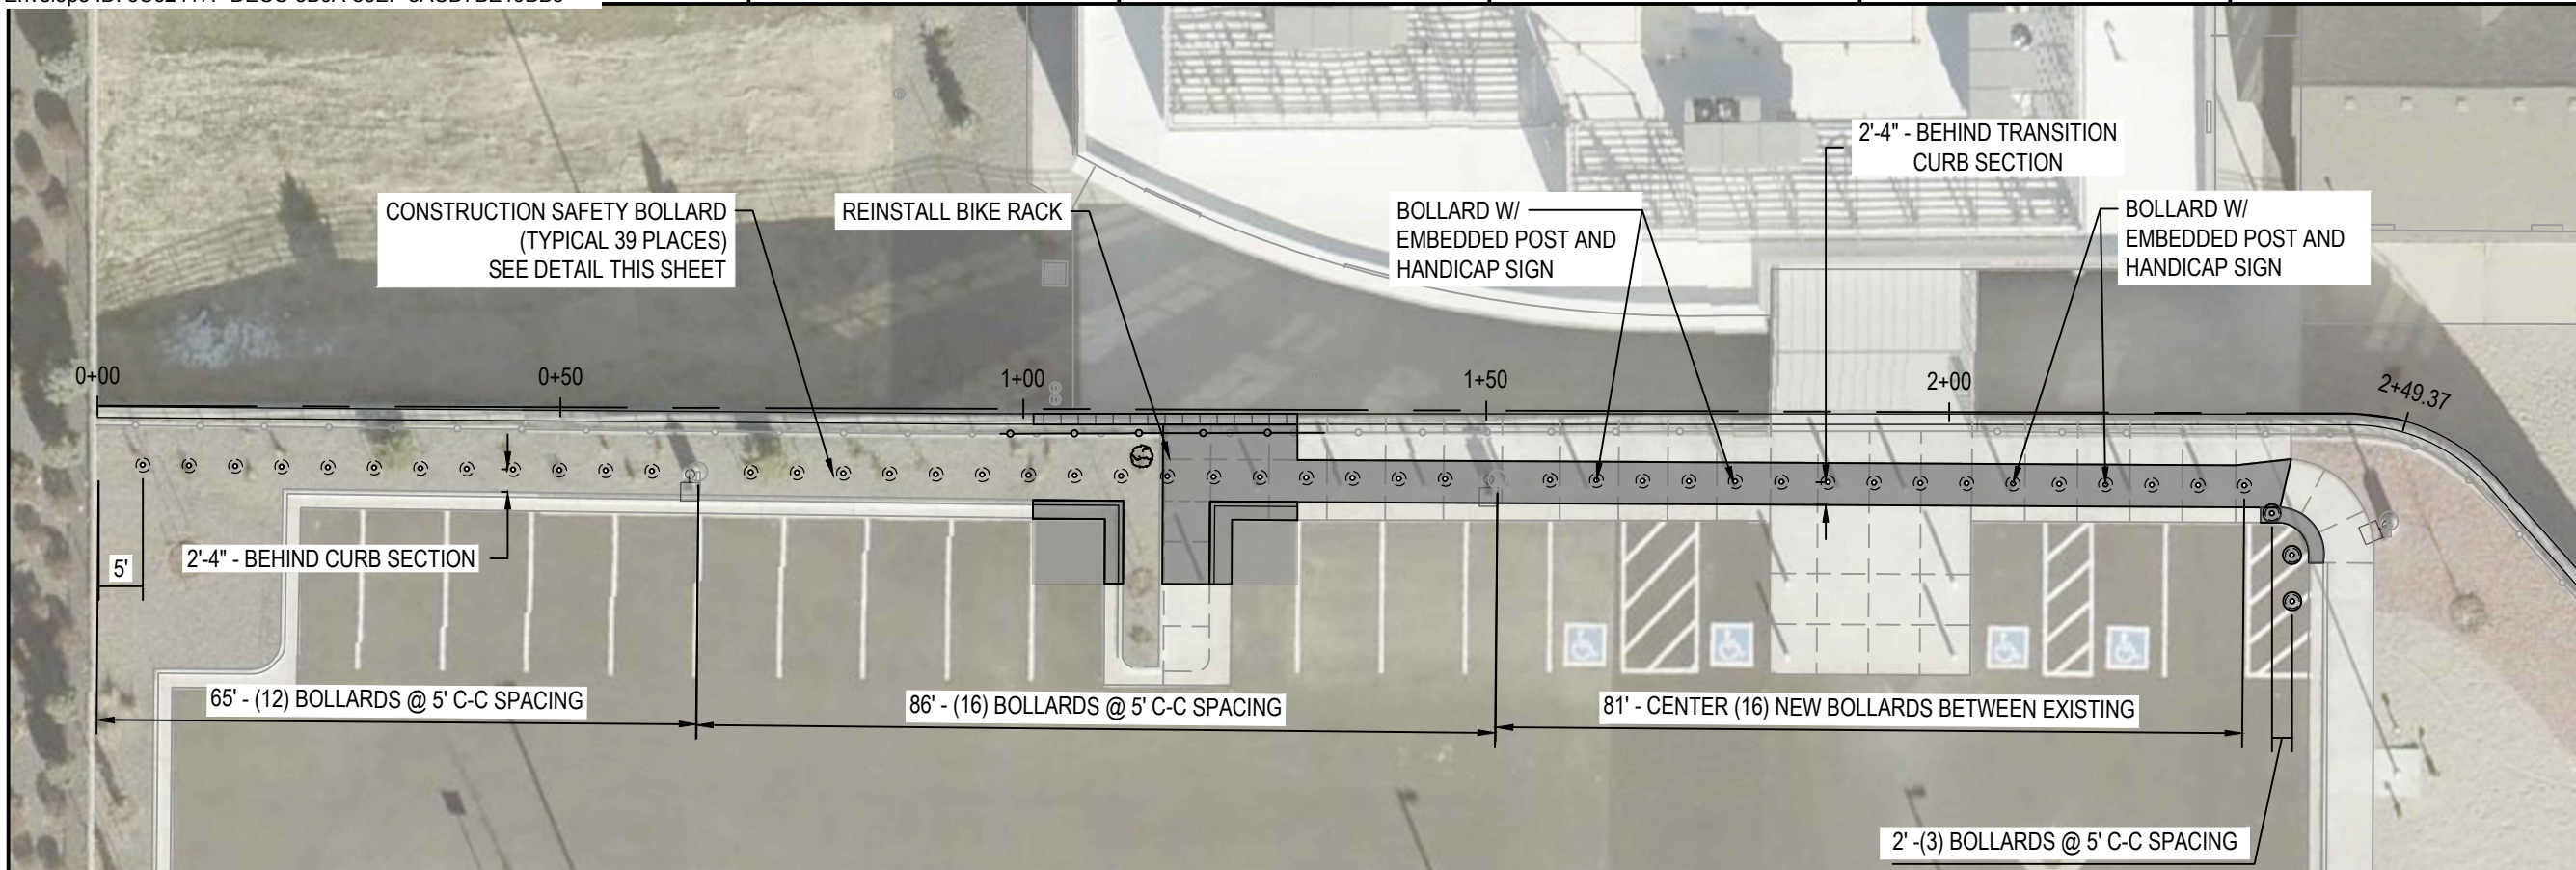 2'-4" - BEHIND TRANSITION
CURB SECTION
CONSTRUCTION SAFETY BOLLARD
(TYPICAL 39 PLACES)
SEE DETAIL THIS SHEET
REINSTALL BIKE RACK
BOLLARD W/
EMBEDDED POST AND
HANDICAP SIGN
BOLLARD W/
EMBEDDED POST AND
HANDICAP SIGN
0+00
0+50
1+00
1+50
2+00
2+49.37
2'-4" - BEHIND CURB SECTION
5'
65' - (12) BOLLARDS @ 5' C-C SPACING
86' - (16) BOLLARDS @ 5' C-C SPACING
81' - CENTER (16) NEW BOLLARDS BETWEEN EXISTING
2' -(3) BOLLARDS @ 5' C-C SPACING